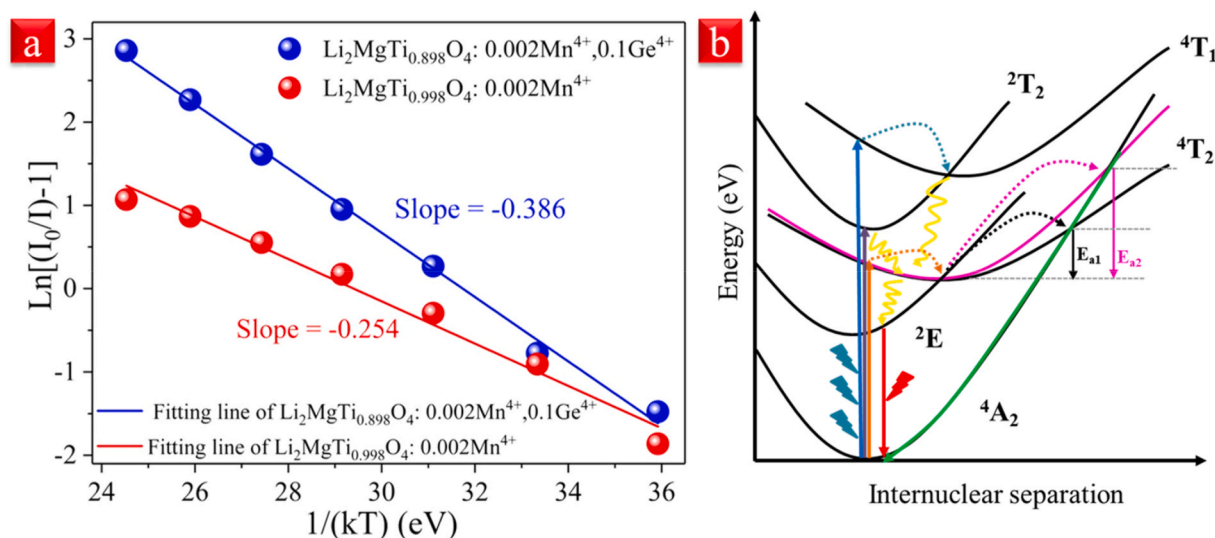 a
3
2
1
0
-1
-2
Ln[(I₀/I)-1]
Li₂MgTi₀.₈₉₈O₄: 0.002Mn⁴⁺,0.1Ge⁴⁺
Li₂MgTi₀.₉₉₈O₄: 0.002Mn⁴⁺
Slope = -0.386
Slope = -0.254
Fitting line of Li₂MgTi₀.₈₉₈O₄: 0.002Mn⁴⁺,0.1Ge⁴⁺
Fitting line of Li₂MgTi₀.₉₉₈O₄: 0.002Mn⁴⁺
24 26 28 30 32 34 36
1/(kT) (eV)
b
Energy (eV)
⁴T₁
²T₂
⁴T₂
Eₐ₁
Eₐ₂
²E
⁴A₂
Internuclear separation